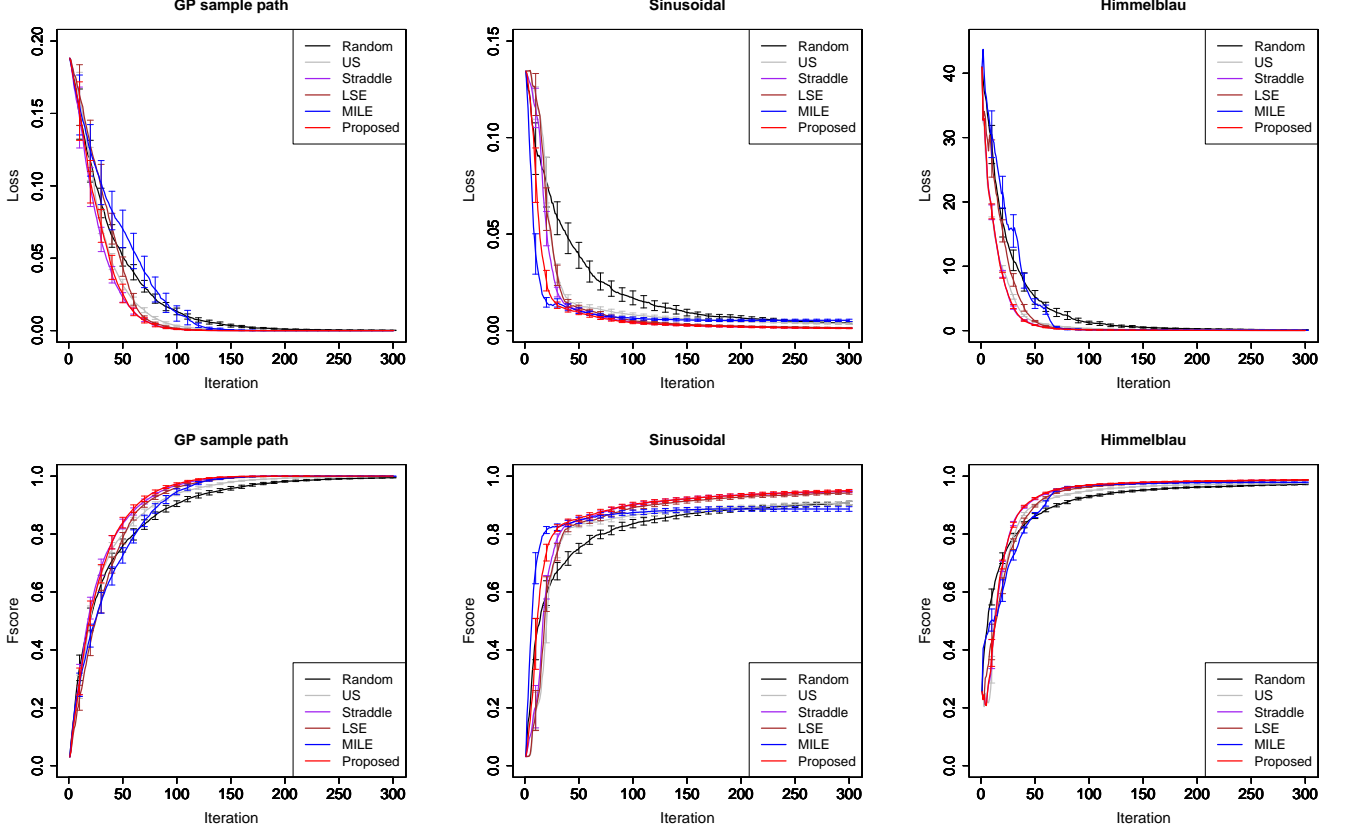 GP sample path
0.20
0.15
0.10
0.05
0.00
Loss
0 50 100 150 200 250 300
Iteration
Random
US
Straddle
LSE
MILE
Proposed
Sinusoidal
0.15
0.10
0.05
0.00
Loss
0 50 100 150 200 250 300
Iteration
Random
US
Straddle
LSE
MILE
Proposed
Himmelblau
40
30
20
10
0
Loss
0 50 100 150 200 250 300
Iteration
Random
US
Straddle
LSE
MILE
Proposed
GP sample path
1.0
0.8
0.6
0.4
0.2
0.0
Fscore
0 50 100 150 200 250 300
Iteration
Random
US
Straddle
LSE
MILE
Proposed
Sinusoidal
1.0
0.8
0.6
0.4
0.2
0.0
Fscore
0 50 100 150 200 250 300
Iteration
Random
US
Straddle
LSE
MILE
Proposed
Himmelblau
1.0
0.8
0.6
0.4
0.2
0.0
Fscore
0 50 100 150 200 250 300
Iteration
Random
US
Straddle
LSE
MILE
Proposed